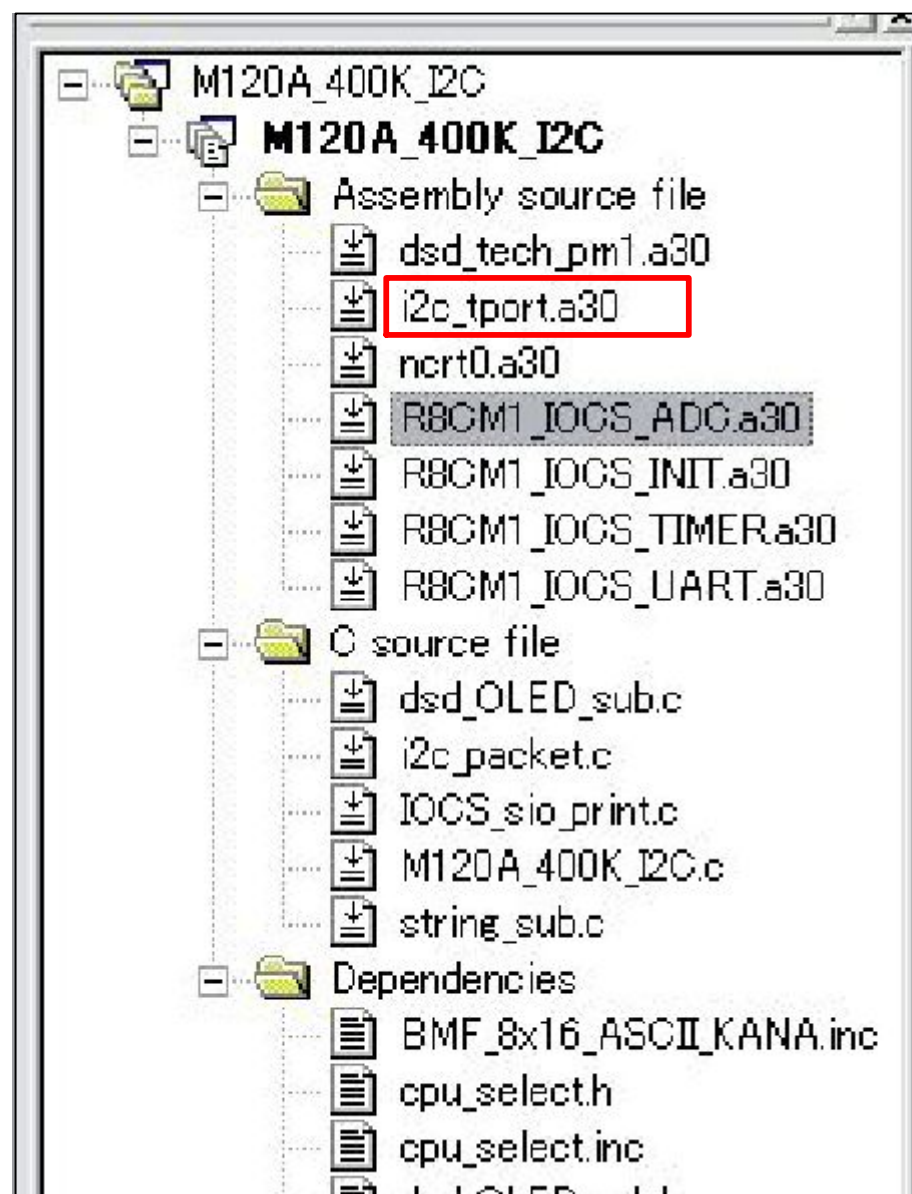 M120A_400K_I2C
M120A_400K_I2C
Assembly source file
dsd_tech_pm1.a30
i2c_tport.a30
ncrt0.a30
R8CM1_IOCS_ADC.a30
R8CM1_IOCS_INIT.a30
R8CM1_IOCS_TIMER.a30
R8CM1_IOCS_UART.a30
C source file
dsd_OLED_sub.c
i2c_packet.c
IOCS_sio_print.c
M120A_400K_I2C.c
string_sub.c
Dependencies
BMF_8x16_ASCII_KANA.inc
cpu_select.h
cpu_select.inc